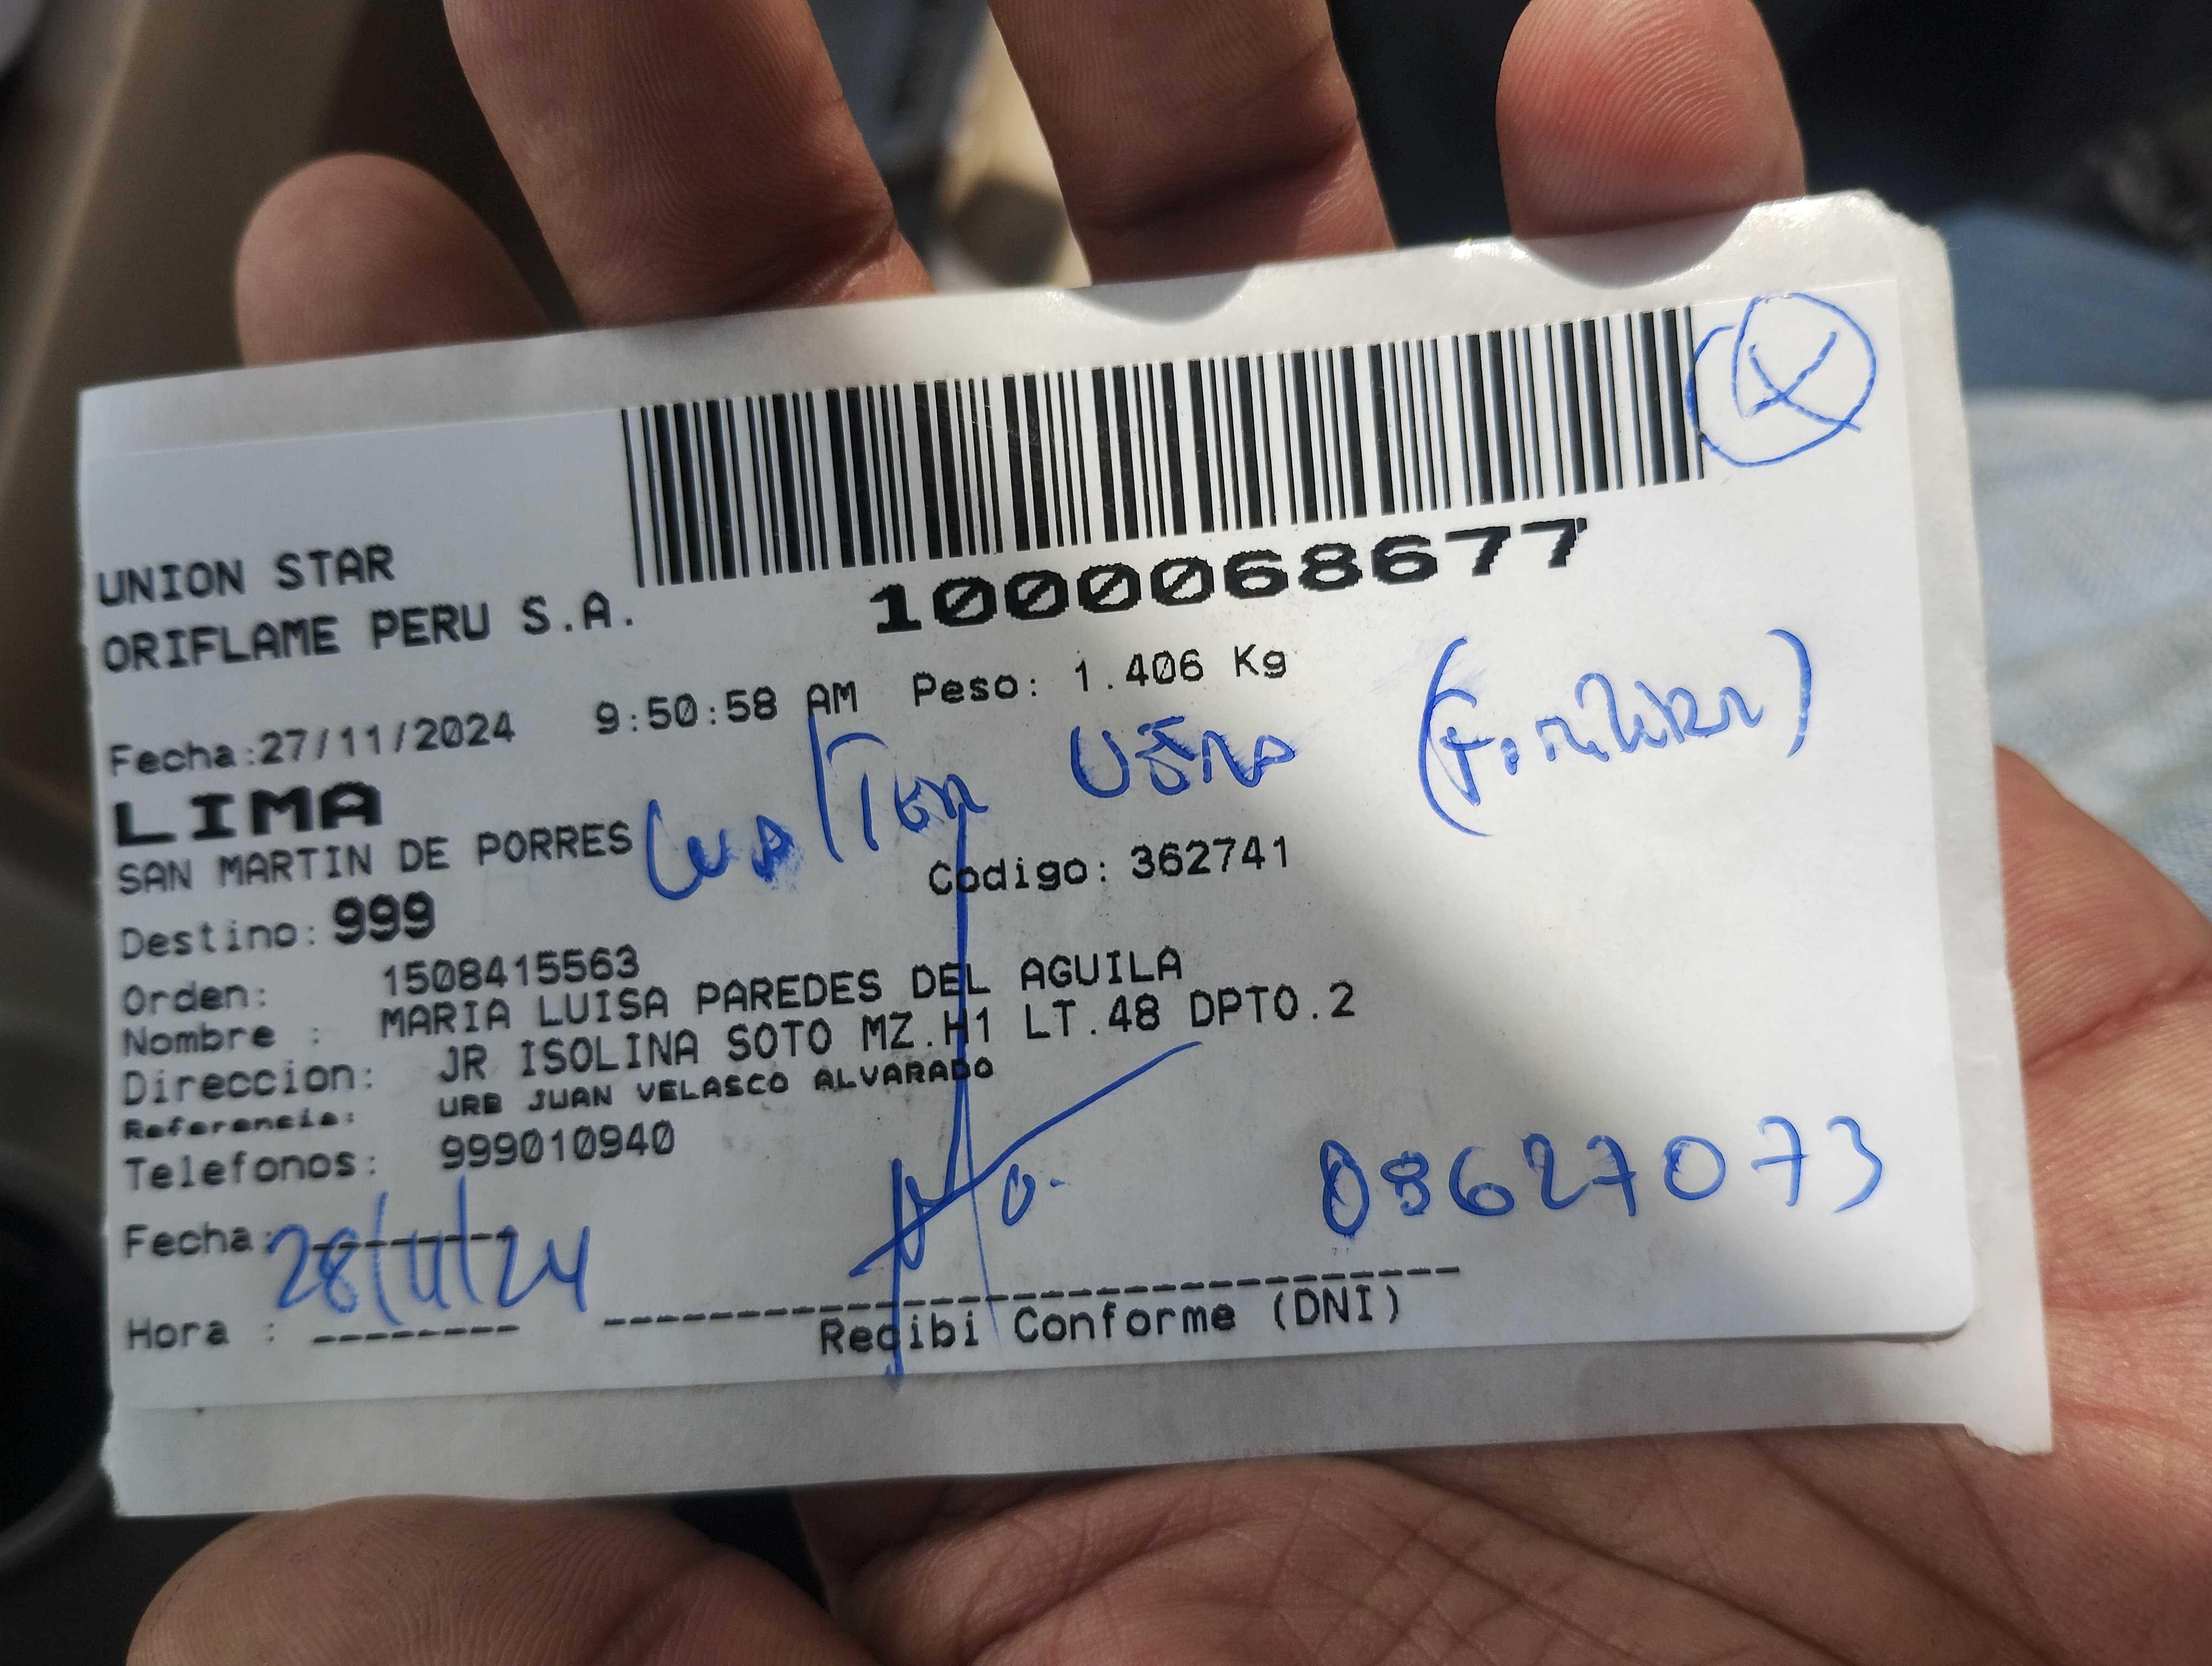 UNION STAR
ORIFLAME PERU S.A.
1000068677
Fecha:27/11/2024 9:50:58 AM Peso: 1.406 Kg
LIMA
Walter Vera (Familiar)
SAN MARTIN DE PORRES
Codigo: 362741
Destino: 999
Orden: 1508415563
Nombre : MARIA LUISA PAREDES DEL AGUILA
Direccion: JR ISOLINA SOTO MZ.H1 LT.48 DPTO.2
Referencia: URB JUAN VELASCO ALVARADO
Telefonos: 999010940
08627073
Fecha: 28/11/24
Hora :
Recibi Conforme (DNI)